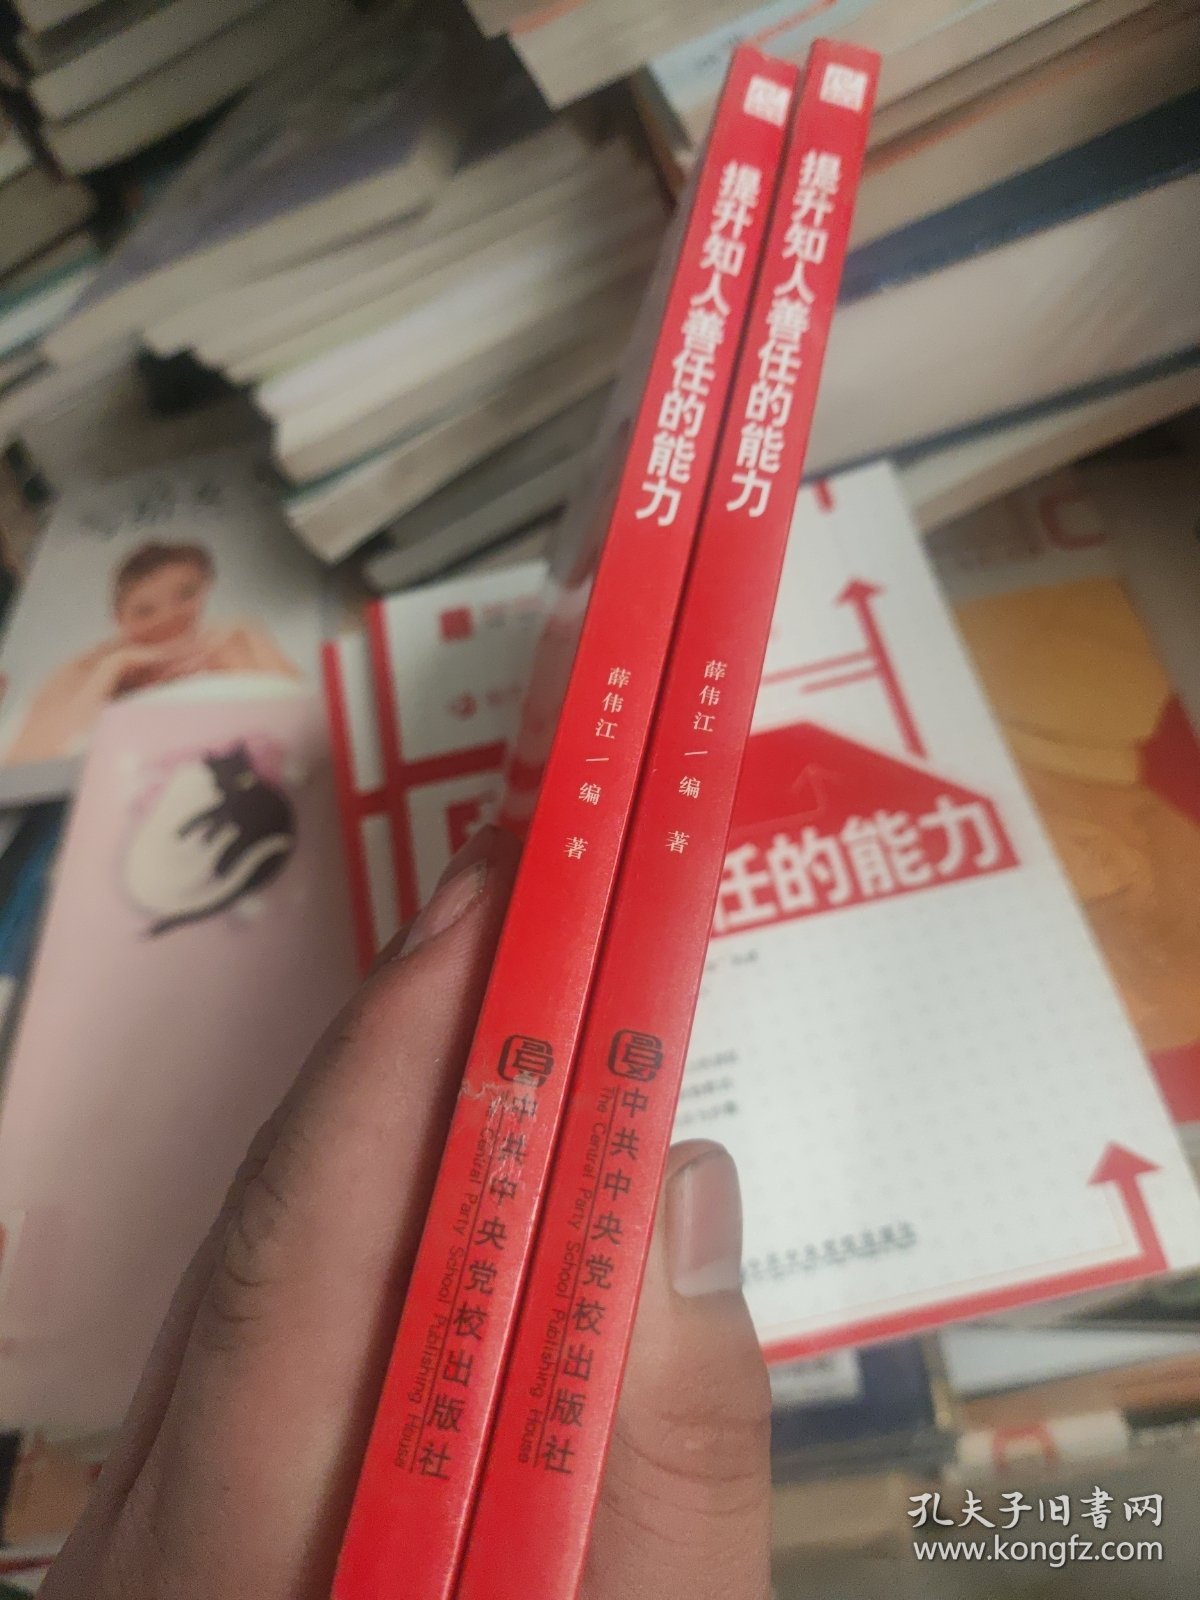 提升知人善任的能力
薛伟江 一 编 著
中共中央党校出版社
Central Party School Publishing House
提升知人善任的能力
薛伟江 一 编 著
中共中央党校出版社
The Central Party School Publishing House
任的能力
孔夫子旧书网
www.kongfz.com